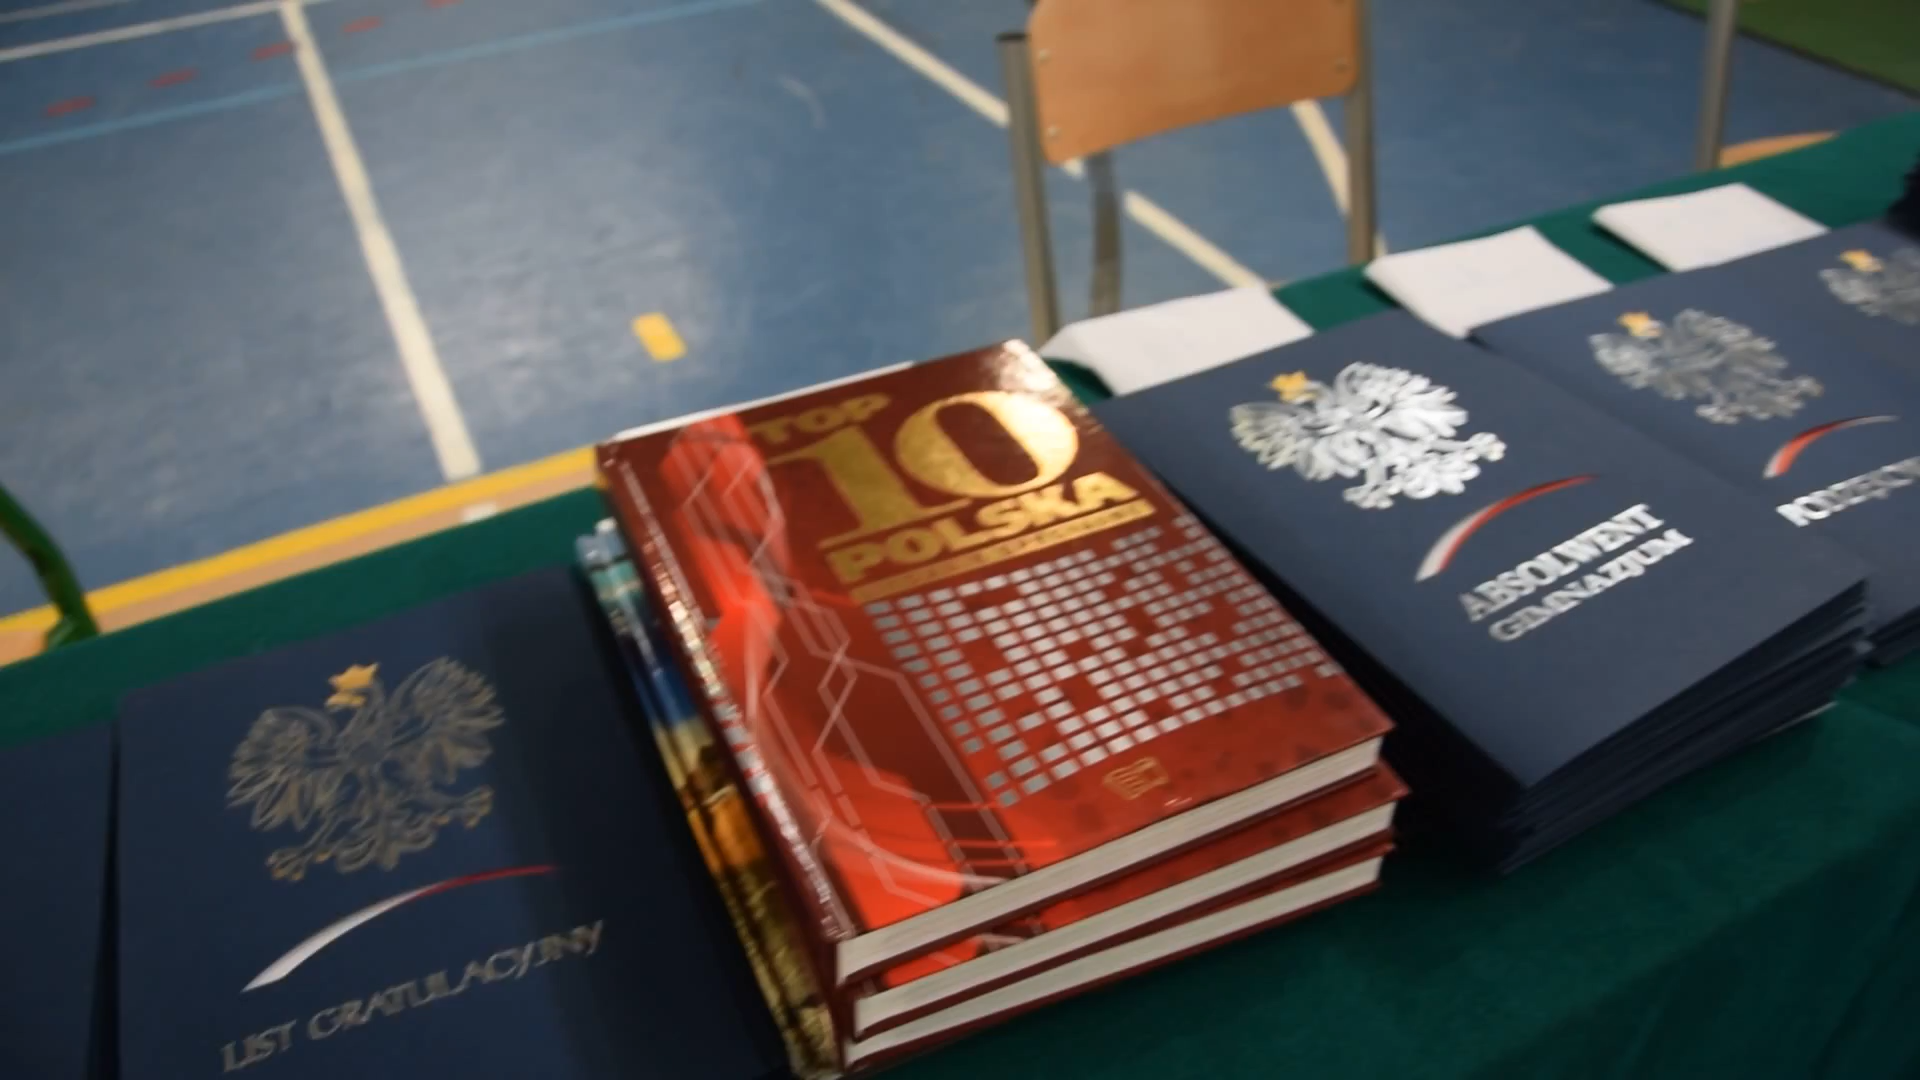 TOP
10
POLSKA
ABSOLWENT
GIMNAZJUM
LIST GRATULACYJNY